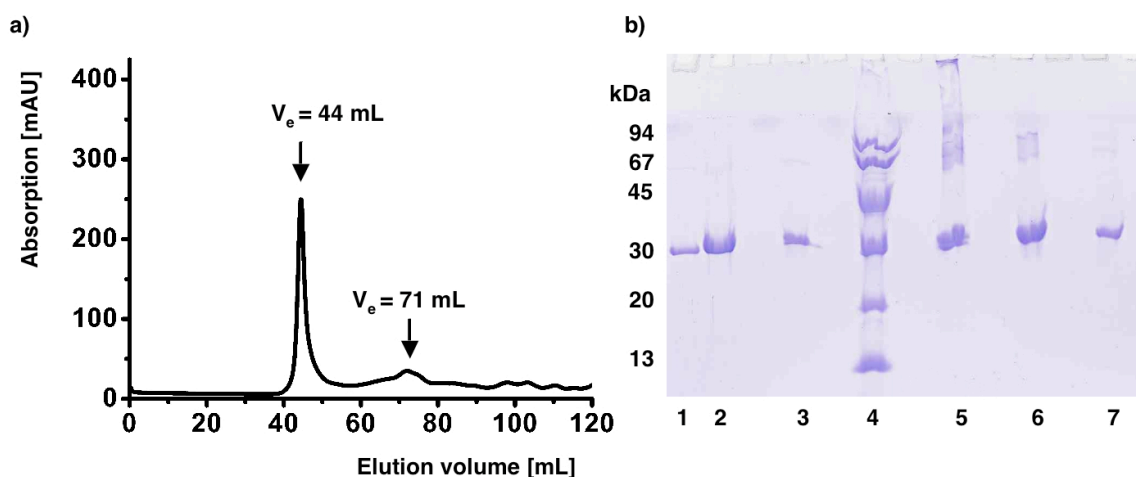 a)
Absorption [mAU]
400
300
200
100
0
Ve = 44 mL
Ve = 71 mL
0 20 40 60 80 100 120
Elution volume [mL]
b)
kDa
94
67
45
30
20
13
1 2 3 4 5 6 7